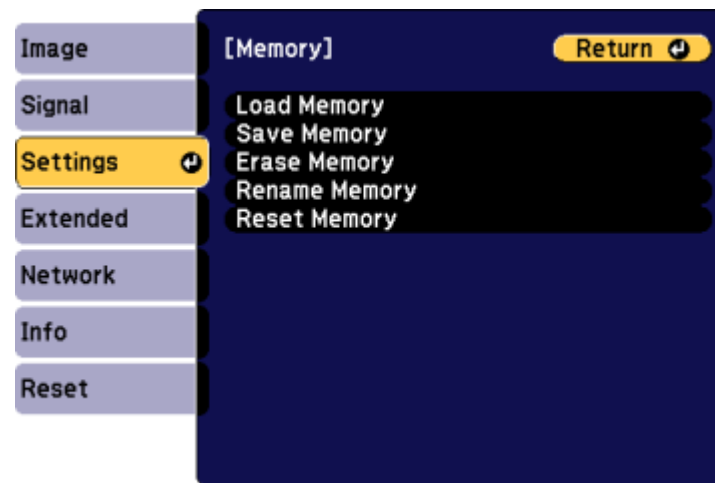 Image
Signal
Settings
Extended
Network
Info
Reset
[Memory]
Return
Load Memory
Save Memory
Erase Memory
Rename Memory
Reset Memory